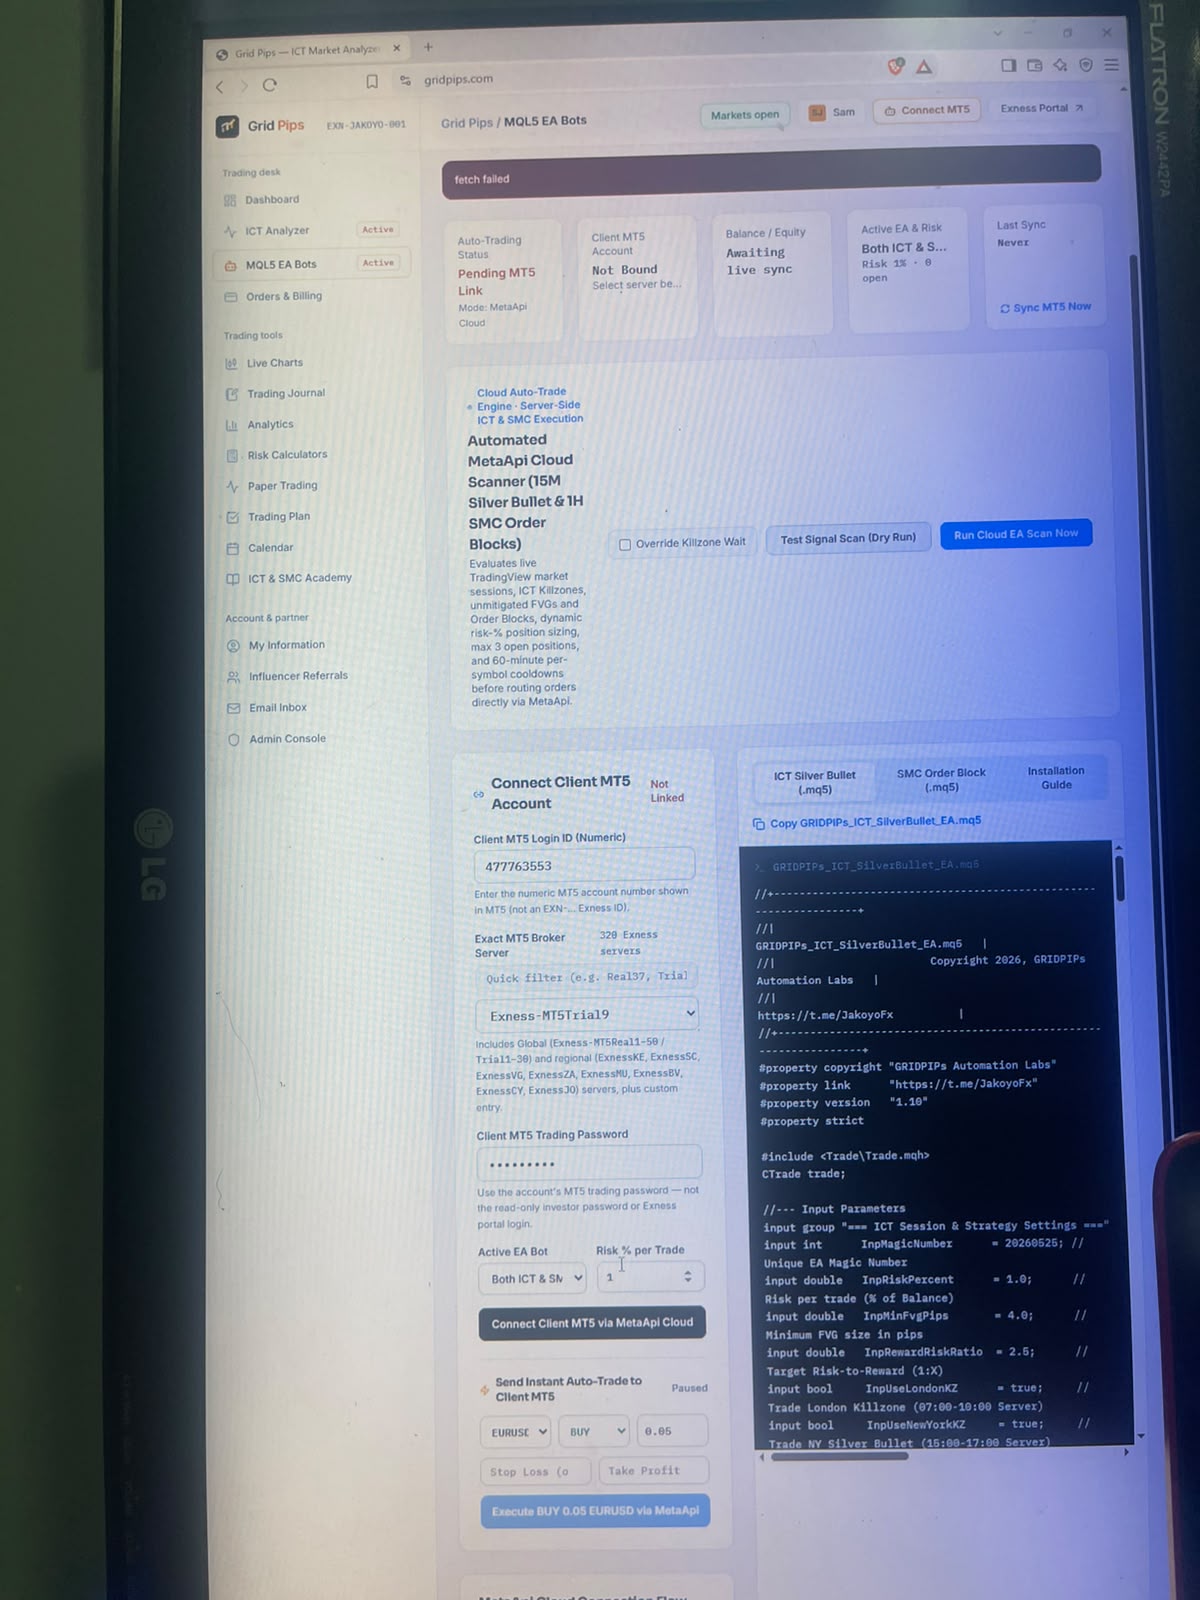 FLATRON W2442PA
LG
Grid Pips — ICT Market Analyze
gridpips.com
Grid Pips
EXN-JAKOYO-001
Grid Pips / MQL5 EA Bots
Markets open
SJ
Sam
Connect MT5
Exness Portal
Trading desk
Dashboard
ICT Analyzer
Active
MQL5 EA Bots
Active
Orders & Billing
Trading tools
Live Charts
Trading Journal
Analytics
Risk Calculators
Paper Trading
Trading Plan
Calendar
ICT & SMC Academy
Account & partner
My Information
Influencer Referrals
Email Inbox
Admin Console
fetch failed
Auto-Trading
Status
Pending MT5
Link
Mode: MetaApi
Cloud
Client MT5
Account
Not Bound
Select server be...
Balance / Equity
Awaiting
live sync
Active EA & Risk
Both ICT & S...
Risk 1% · 0
open
Last Sync
Never
Sync MT5 Now
Cloud Auto-Trade
Engine · Server-Side
ICT & SMC Execution
Automated
MetaApi Cloud
Scanner (15M
Silver Bullet & 1H
SMC Order
Blocks)
Evaluates live
TradingView market
sessions, ICT Killzones,
unmitigated FVGs and
Order Blocks, dynamic
risk-% position sizing,
max 3 open positions,
and 60-minute per-
symbol cooldowns
before routing orders
directly via MetaApi.
Override Killzone Wait
Test Signal Scan (Dry Run)
Run Cloud EA Scan Now
Connect Client MT5
Account
Not
Linked
Client MT5 Login ID (Numeric)
477763553
Enter the numeric MT5 account number shown
in MT5 (not an EXN-... Exness ID).
Exact MT5 Broker
Server
320 Exness
servers
Quick filter (e.g. Real37, Trial
Exness-MT5Trial9
Includes Global (Exness-MT5Real1-50 /
Trial1-30) and regional (ExnessKE, ExnessSC,
ExnessVG, ExnessZA, ExnessMU, ExnessBV,
ExnessCY, ExnessJO) servers, plus custom
entry.
Client MT5 Trading Password
•••••••••
Use the account's MT5 trading password — not
the read-only investor password or Exness
portal login.
Active EA Bot
Risk % per Trade
Both ICT & SM
1
Connect Client MT5 via MetaApi Cloud
Send Instant Auto-Trade to
Client MT5
Paused
EURUSD
BUY
0.05
Stop Loss (o
Take Profit
Execute BUY 0.05 EURUSD via MetaApi
ICT Silver Bullet
(.mq5)
SMC Order Block
(.mq5)
Installation
Guide
Copy GRIDPIPs_ICT_SilverBullet_EA.mq5
>_ GRIDPIPs_ICT_SilverBullet_EA.mq5
//+-----------------------------------------------
----------------+
//|
GRIDPIPs_ICT_SilverBullet_EA.mq5 |
//| Copyright 2026, GRIDPIPs
Automation Labs |
//|
https://t.me/JakoyoFx |
//+-----------------------------------------------
----------------+
#property copyright "GRIDPIPs Automation Labs"
#property link "https://t.me/JakoyoFx"
#property version "1.10"
#property strict
#include <Trade\Trade.mqh>
CTrade trade;
//--- Input Parameters
input group "=== ICT Session & Strategy Settings ==="
input int InpMagicNumber = 20260525; //
Unique EA Magic Number
input double InpRiskPercent = 1.0; //
Risk per trade (% of Balance)
input double InpMinFvgPips = 4.0; //
Minimum FVG size in pips
input double InpRewardRiskRatio = 2.5; //
Target Risk-to-Reward (1:X)
input bool InpUseLondonKZ = true; //
Trade London Killzone (07:00-10:00 Server)
input bool InpUseNewYorkKZ = true; //
Trade NY Silver Bullet (15:00-17:00 Server)